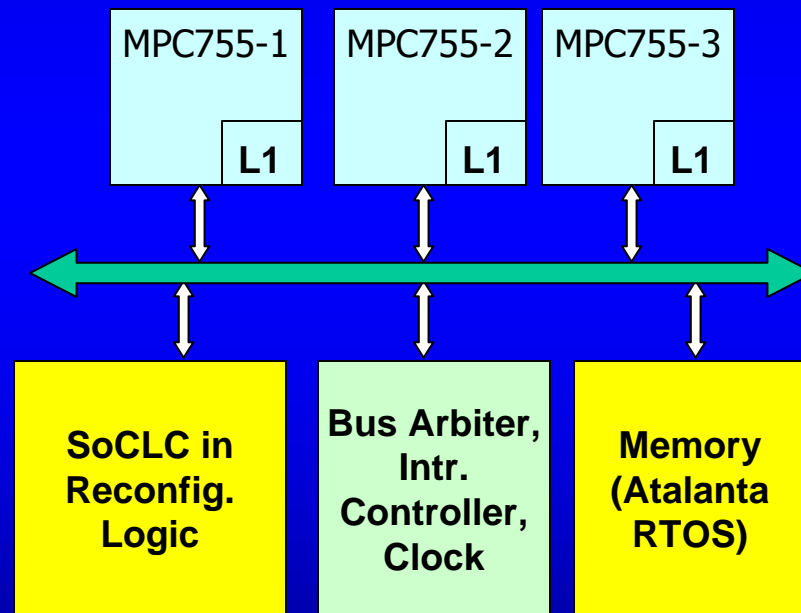 MPC755-1
MPC755-2
MPC755-3
L1
L1
L1
SoCLC in
Reconfig.
Logic
Bus Arbiter,
Intr.
Controller,
Clock
Memory
(Atalanta
RTOS)